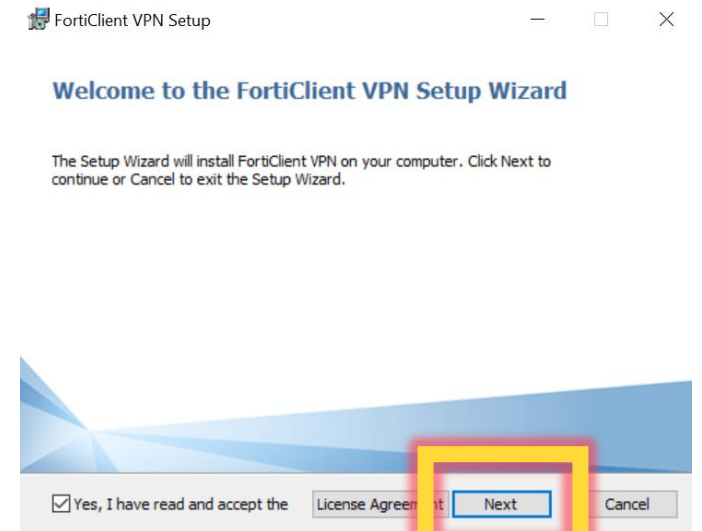 FortiClient VPN Setup
Welcome to the FortiClient VPN Setup Wizard
The Setup Wizard will install FortiClient VPN on your computer. Click Next to
continue or Cancel to exit the Setup Wizard.
Yes, I have read and accept the License Agreement Next Cancel